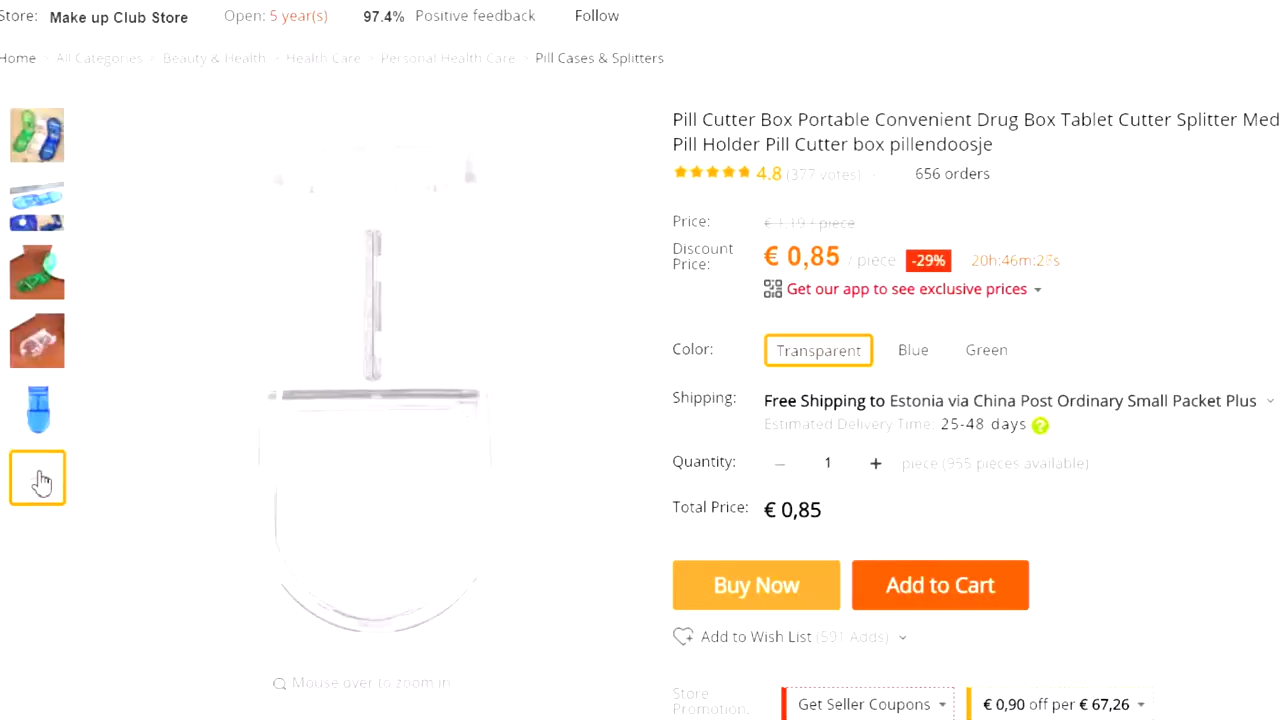 Store: Make up Club Store Open: 5 year(s) 97.4% Positive feedback Follow
Home > All Categories > Beauty & Health > Health Care > Personal Health Care > Pill Cases & Splitters
Pill Cutter Box Portable Convenient Drug Box Tablet Cutter Splitter Med
Pill Holder Pill Cutter box pillendoosje
4.8 (377 votes) 656 orders
Price: € 1,19 / piece
Discount Price: € 0,85 / piece -29% 20h:46m:
Get our app to see exclusive prices
Color: Transparent Blue Green
Shipping: Free Shipping to Estonia via China Post Ordinary Small Packet Plus
Estimated Delivery Time: 25-48 days ?
Quantity: – 1 + piece (955 pieces available)
Total Price: € 0,85
Buy Now Add to Cart
Add to Wish List (591 Adds)
Mouse over to zoom in
Store Promotion: Get Seller Coupons € 0,90 off per € 67,26